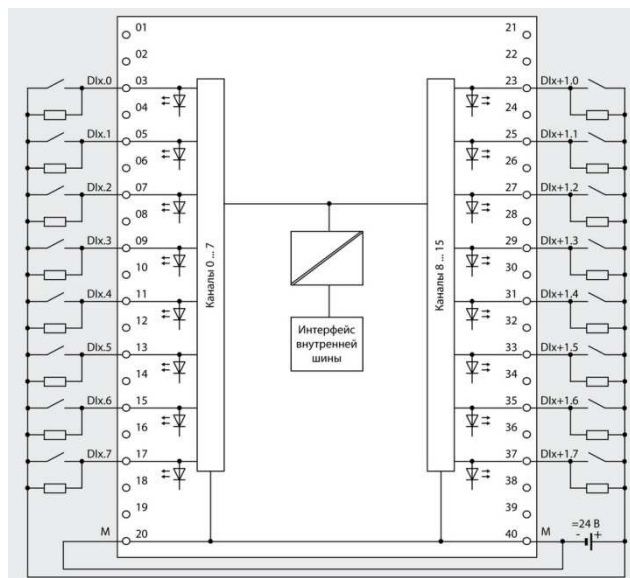 01 21
02 22
DIx.0 03 23 DIx+1.0
04 24
DIx.1 05 25 DIx+1.1
06 26
DIx.2 07 27 DIx+1.2
08 28
DIx.3 09 29 DIx+1.3
10 30
DIx.4 11 31 DIx+1.4
12 32
DIx.5 13 33 DIx+1.5
14 34
DIx.6 15 35 DIx+1.6
16 36
DIx.7 17 37 DIx+1.7
18 38
19 39
M 20 40 M
Каналы 0 ... 7
Каналы 8 ... 15
Интерфейс
внутренней
шины
=24 В
- +